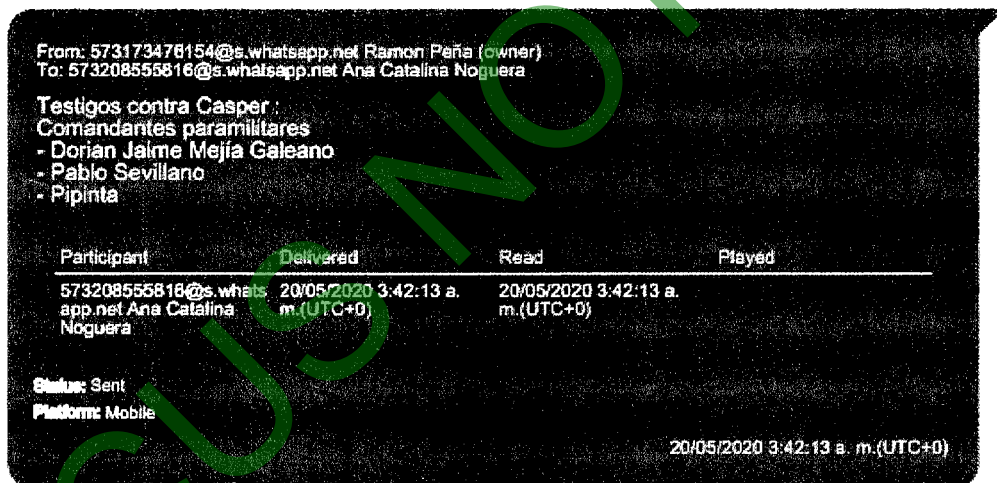 From: 573173476154@s.whatsapp.net Ramon Peña (owner)
To: 573208555816@s.whatsapp.net Ana Catalina Noguera
Testigos contra Casper :
Comandantes paramilitares
- Dorian Jaime Mejía Galeano
- Pablo Sevillano
- Pipinta
Participant Delivered Read Played
573208555816@s.whats 20/05/2020 3:42:13 a. 20/05/2020 3:42:13 a.
app.net Ana Catalina m.(UTC+0) m.(UTC+0)
Noguera
Status: Sent
Platform: Mobile
20/05/2020 3:42:13 a. m.(UTC+0)
CUS NOT